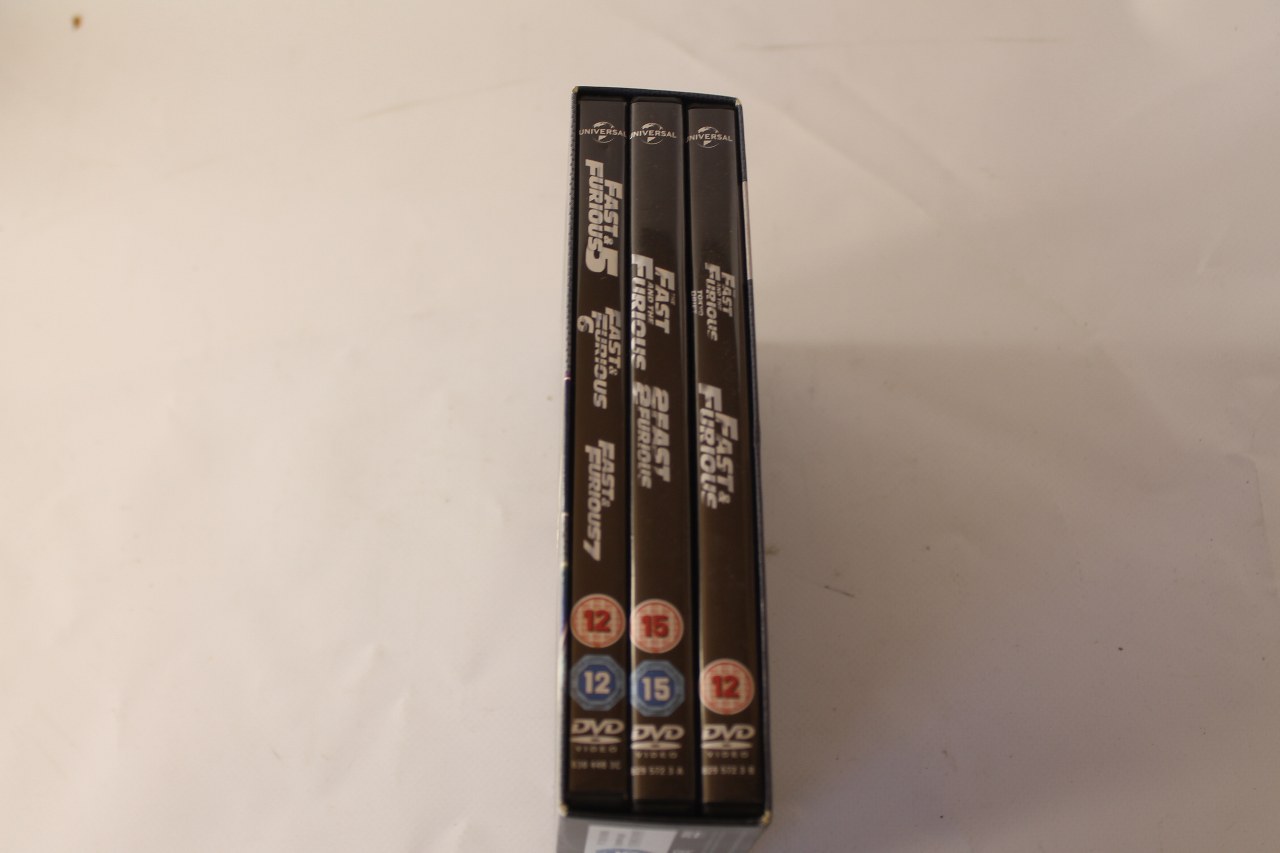 UNIVERSAL
FAST &
FURIOUS 5
FAST &
FURIOUS
6
FAST &
FURIOUS 7
12
12
DVD
VIDEO
UNIVERSAL
THE
FAST
AND THE
FURIOUS
2 FAST
2 FURIOUS
15
15
DVD
VIDEO
UNIVERSAL
FAST
AND THE
FURIOUS
TOKYO
DRIFT
FAST &
FURIOUS
12
DVD
VIDEO